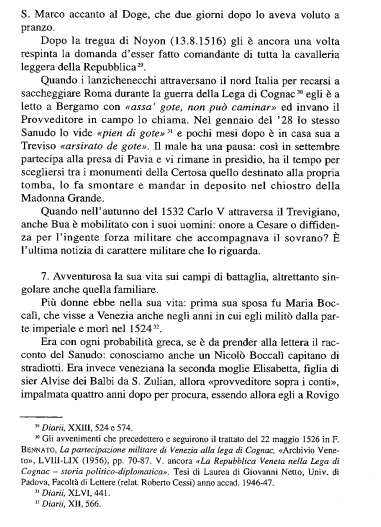 S. Marco accanto al Doge, che due giorni dopo lo aveva voluto a
pranzo.
Dopo la tregua di Noyon (13.8.1516) gli è ancora una volta
respinta la domanda d'esser fatto comandante di tutta la cavalleria
leggera della Repubblica²⁹.
Quando i lanzichenecchi attraversano il nord Italia per recarsi a
saccheggiare Roma durante la guerra della Lega di Cognac³⁰ egli è a
letto a Bergamo con «assa' gote, non può caminar» ed invano il
Provveditore in campo lo chiama. Nel gennaio del '28 lo stesso
Sanudo lo vide «pien di gote»³¹ e pochi mesi dopo è in casa sua a
Treviso «arsirato de gote». Il male ha una pausa: così in settembre
partecipa alla presa di Pavia e vi rimane in presidio, ha il tempo per
scegliersi tra i monumenti della Certosa quello destinato alla propria
tomba, lo fa smontare e mandar in deposito nel chiostro della
Madonna Grande.
Quando nell'autunno del 1532 Carlo V attraversa il Trevigiano,
anche Bua è mobilitato con i suoi uomini: onore a Cesare o diffiden-
za per l'ingente forza militare che accompagnava il sovrano? È
l'ultima notizia di carattere militare che lo riguarda.
7. Avventurosa la sua vita sui campi di battaglia, altrettanto sin-
golare anche quella familiare.
Più donne ebbe nella sua vita: prima sua sposa fu Maria Boc-
calì, che visse a Venezia anche negli anni in cui egli militò dalla par-
te imperiale e morì nel 1524³².
Era con ogni probabilità greca, se è da prender alla lettera il rac-
conto del Sanudo: conosciamo anche un Nicolò Boccalì capitano di
stradiotti. Era invece veneziana la seconda moglie Elisabetta, figlia di
sier Alvise dei Balbi da S. Zulian, allora «provveditore sopra i conti»,
impalmata quattro anni dopo per procura, essendo allora egli a Rovigo
²⁹ Diarii, XXIII, 524 e 574.
³⁰ Gli avvenimenti che precedettero e seguirono il trattato del 22 maggio 1526 in F.
BENNATO, La partecipazione militare di Venezia alla lega di Cognac, «Archivio Vene-
to», LVIII-LIX (1956), pp. 70-87. V. ancora «La Repubblica Veneta nella Lega di
Cognac – storia politico-diplomatica». Tesi di Laurea di Giovanni Netto, Univ. di
Padova, Facoltà di Lettere (relat. Roberto Cessi) anno accad. 1946-47.
³¹ Diarii, XLVI, 441.
³² Diarii, XII, 566.